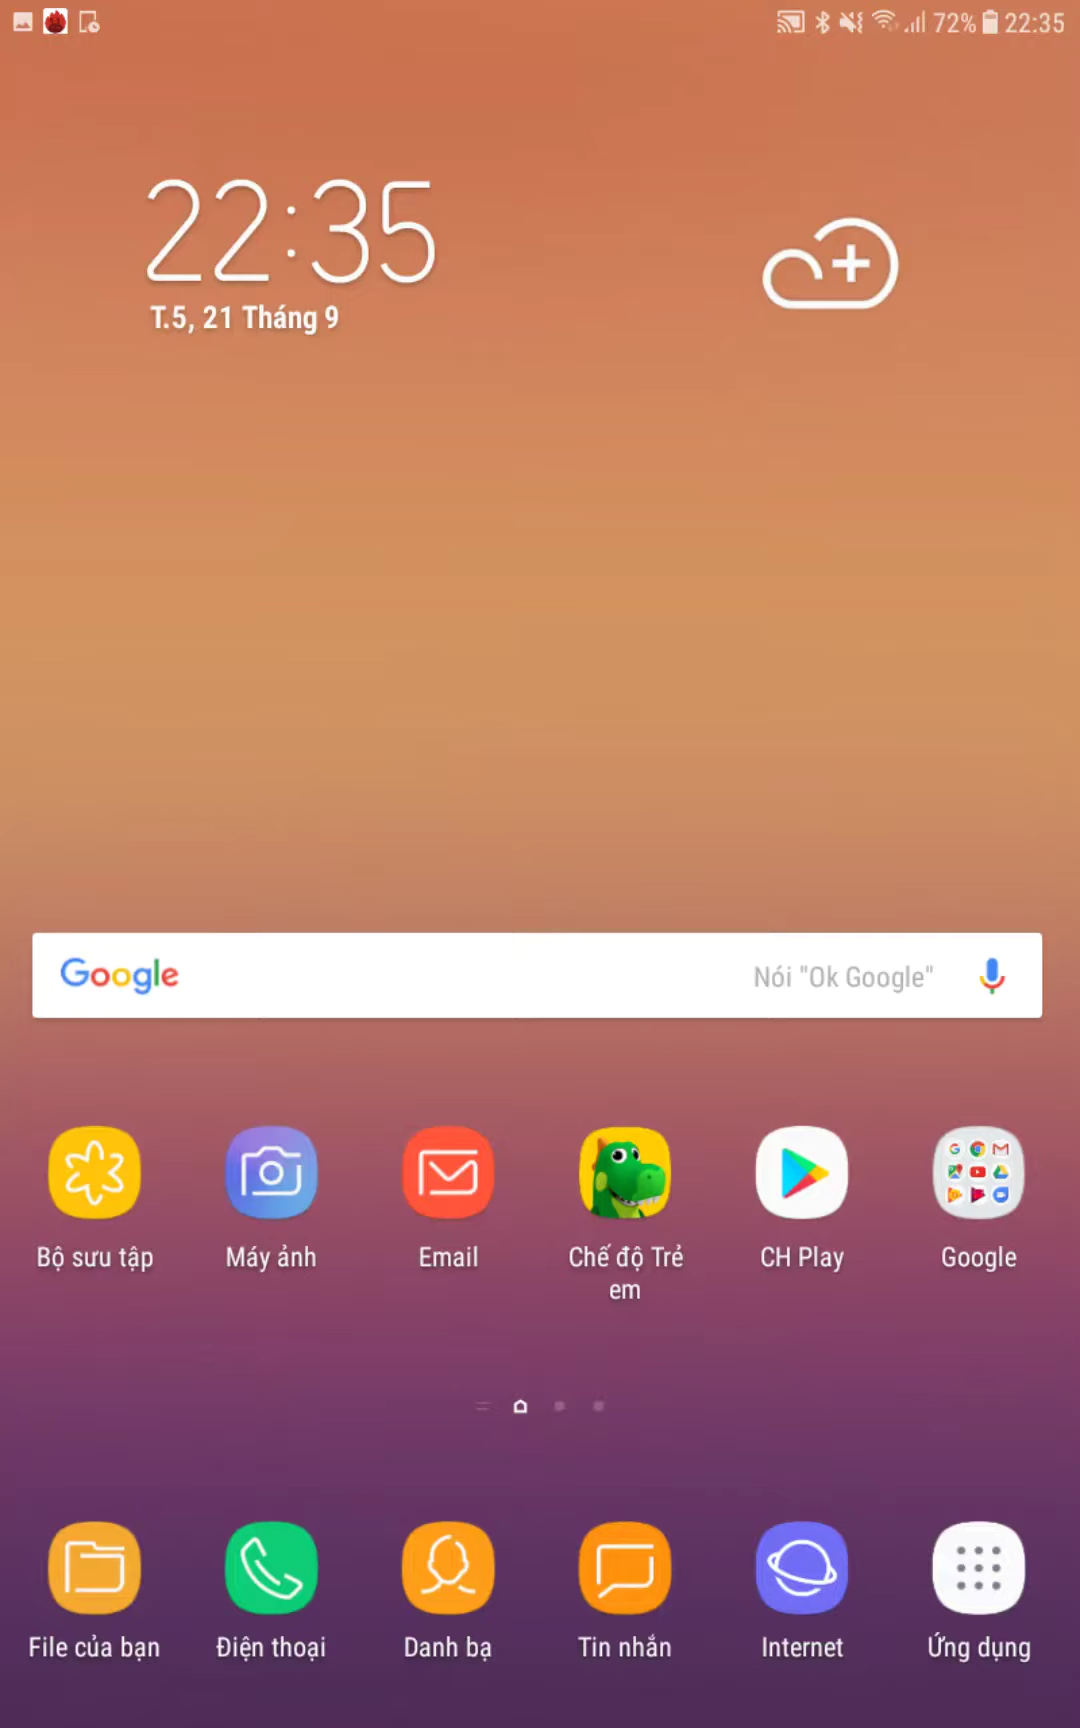 72% 22:35
22:35
T.5, 21 Tháng 9
Google Nói "Ok Google"
Bộ sưu tập Máy ảnh Email Chế độ Trẻ em CH Play Google
File của bạn Điện thoại Danh bạ Tin nhắn Internet Ứng dụng